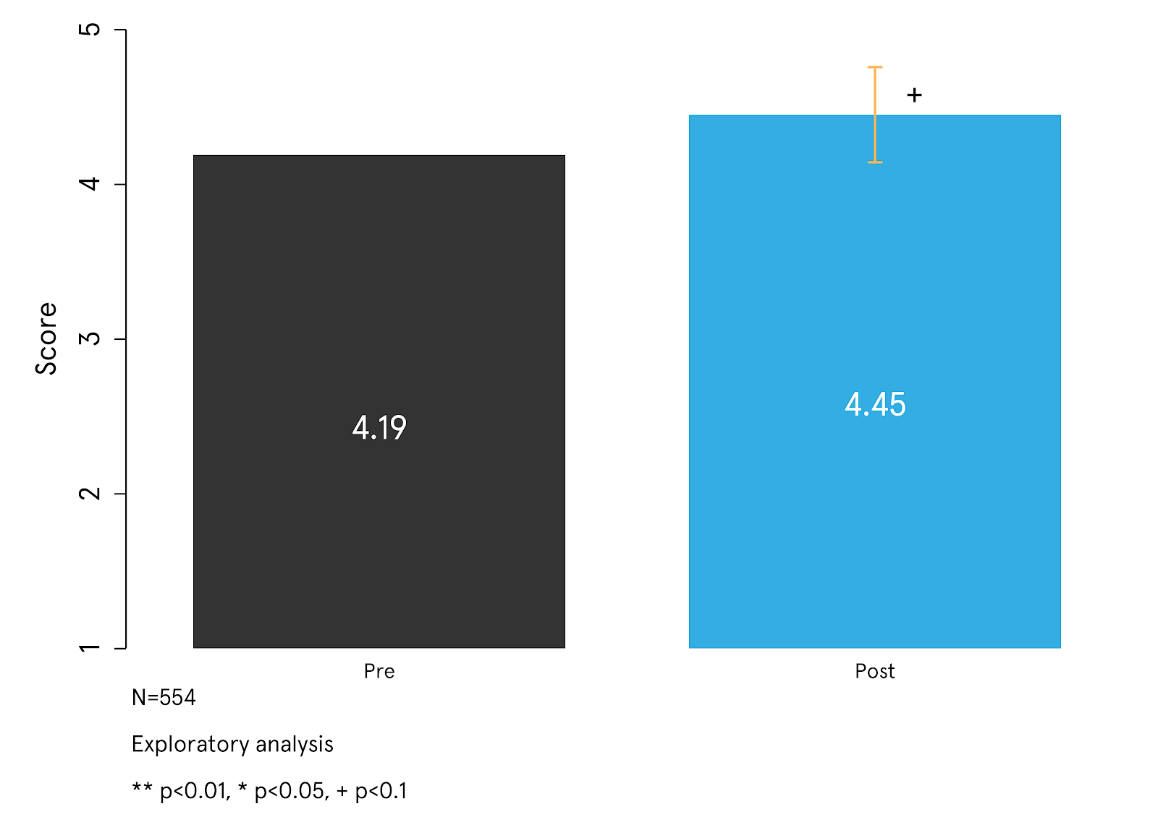 5
4
3
2
1
Score
+
4.19
4.45
Pre
Post
N=554
Exploratory analysis
** p<0.01, * p<0.05, + p<0.1